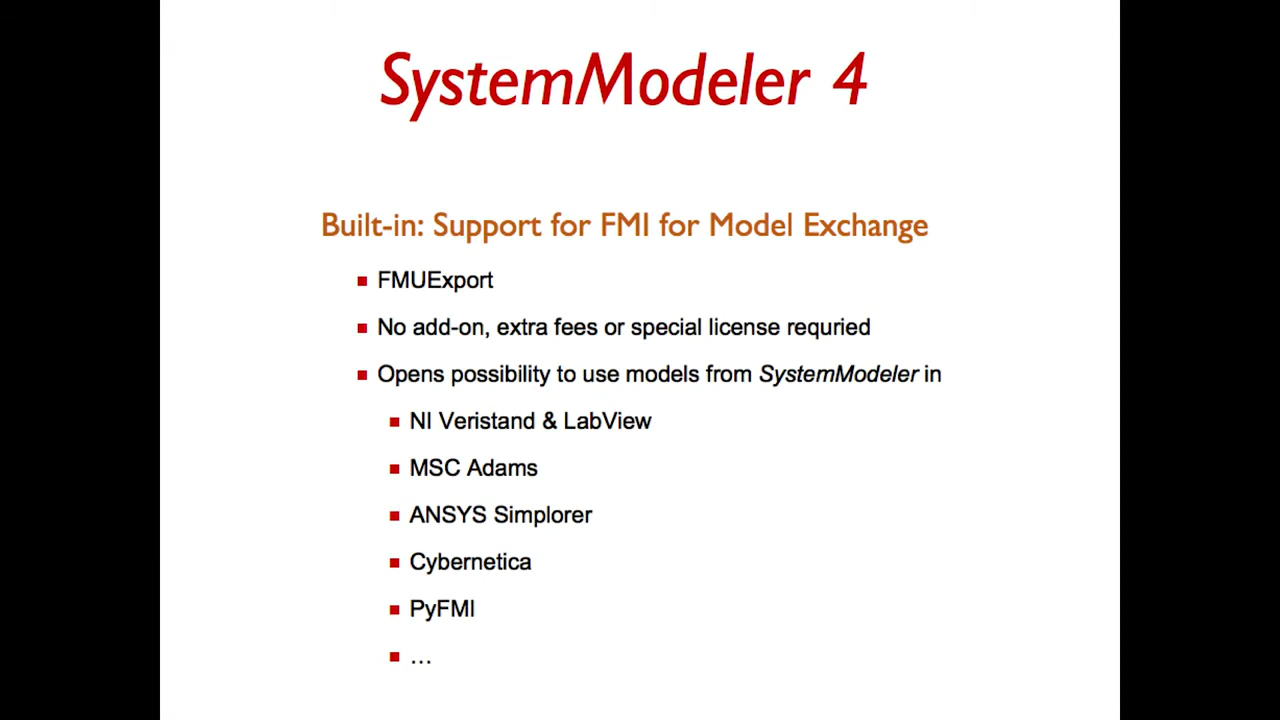 SystemModeler 4
Built-in: Support for FMI for Model Exchange
FMUExport
No add-on, extra fees or special license requried
Opens possibility to use models from SystemModeler in
NI Veristand & LabView
MSC Adams
ANSYS Simplorer
Cybernetica
PyFMI
…